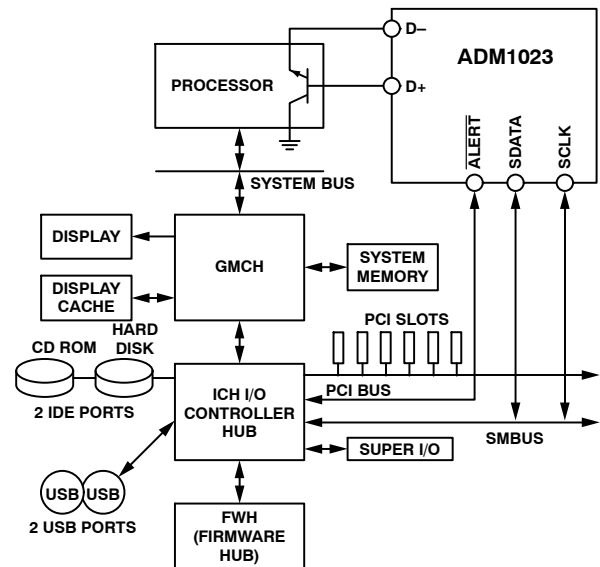 D–
ADM1023
PROCESSOR
D+
ALERT
SDATA
SCLK
SYSTEM BUS
DISPLAY
GMCH
SYSTEM
MEMORY
DISPLAY
CACHE
HARD
DISK
CD ROM
PCI SLOTS
ICH I/O
CONTROLLER
HUB
PCI BUS
2 IDE PORTS
SMBUS
SUPER I/O
USB
USB
2 USB PORTS
FWH
(FIRMWARE
HUB)